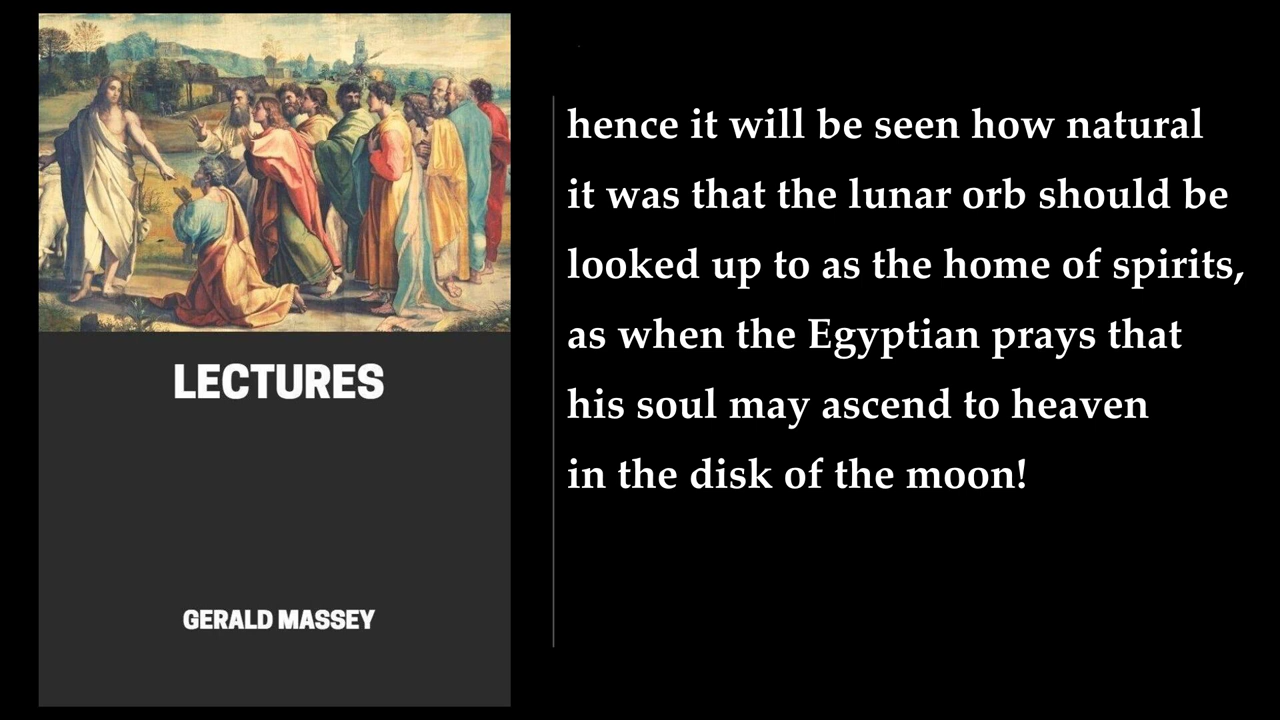 LECTURES
GERALD MASSEY
hence it will be seen how natural
it was that the lunar orb should be
looked up to as the home of spirits,
as when the Egyptian prays that
his soul may ascend to heaven
in the disk of the moon!